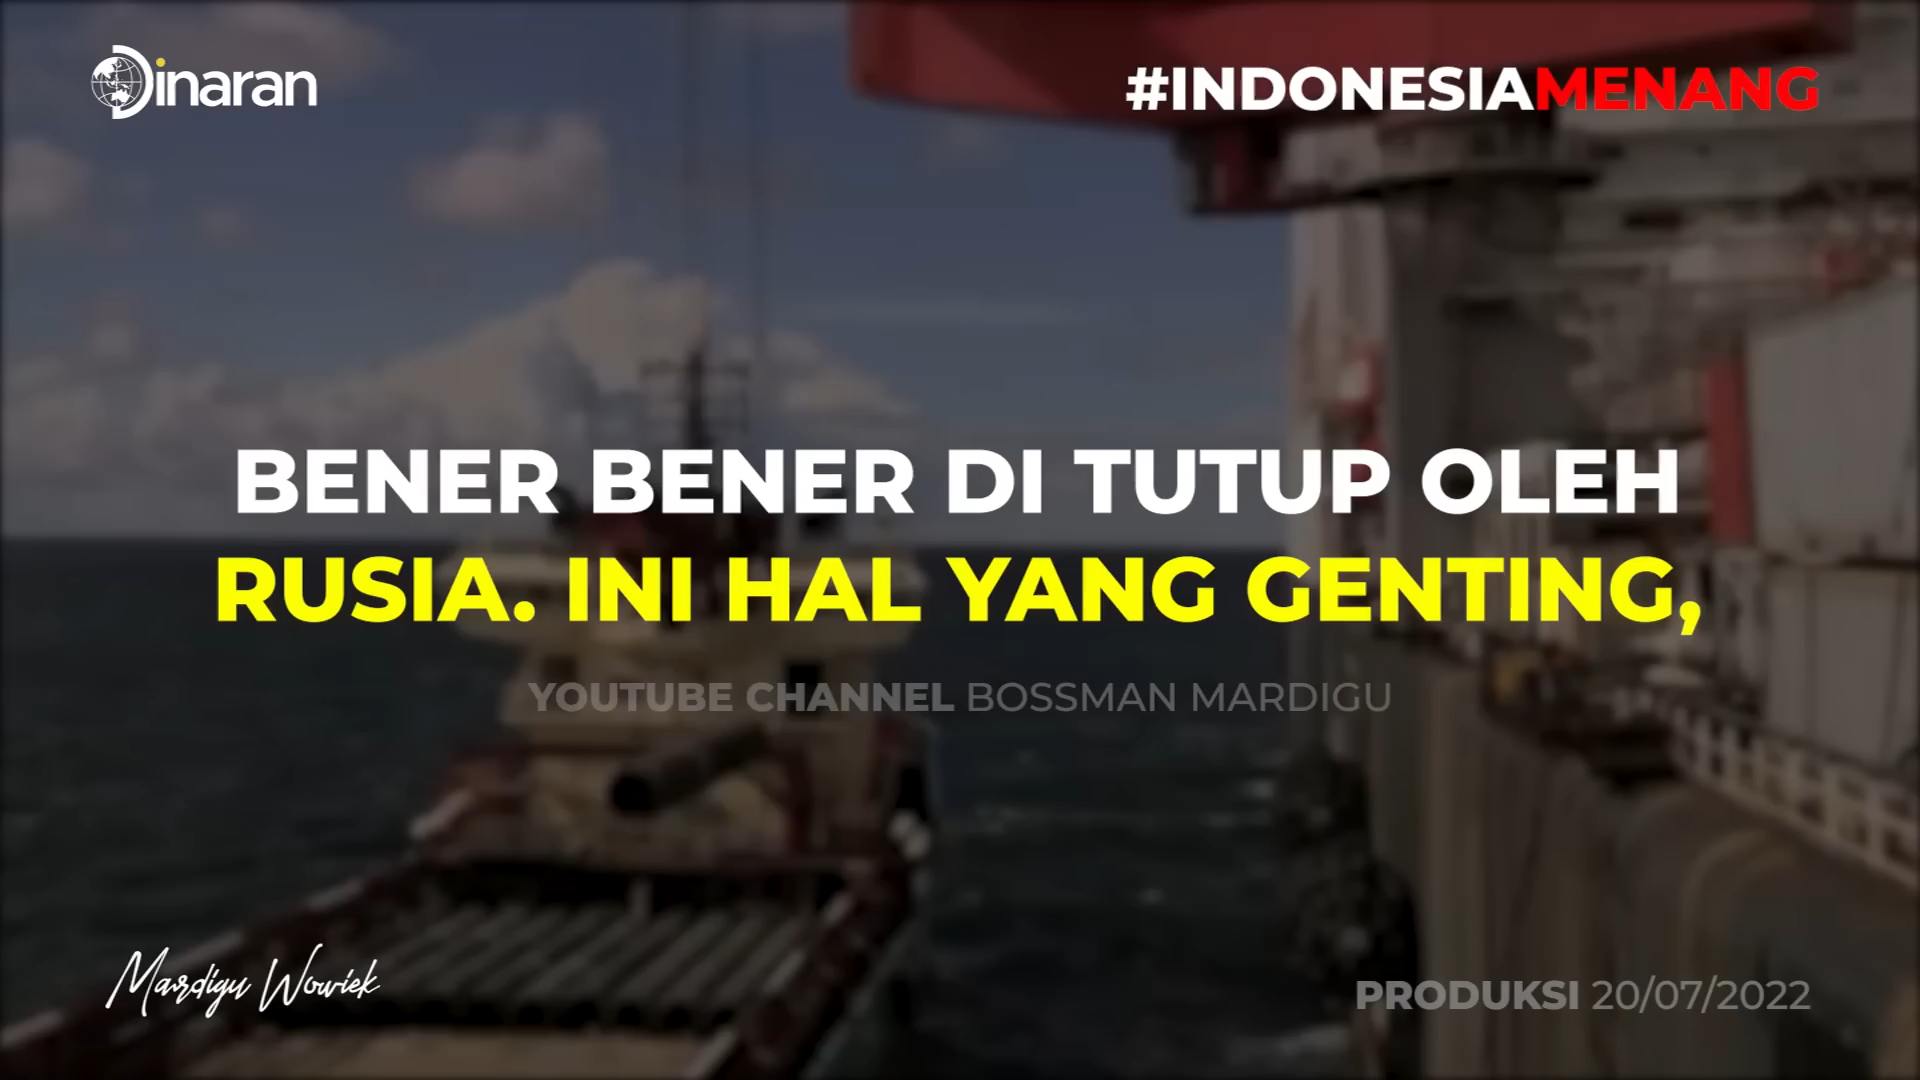 Dinaran
#INDONESIAMENANG
BENER BENER DI TUTUP OLEH
RUSIA. INI HAL YANG GENTING,
YOUTUBE CHANNEL BOSSMAN MARDIGU
Mardigu Wowiek
PRODUKSI 20/07/2022